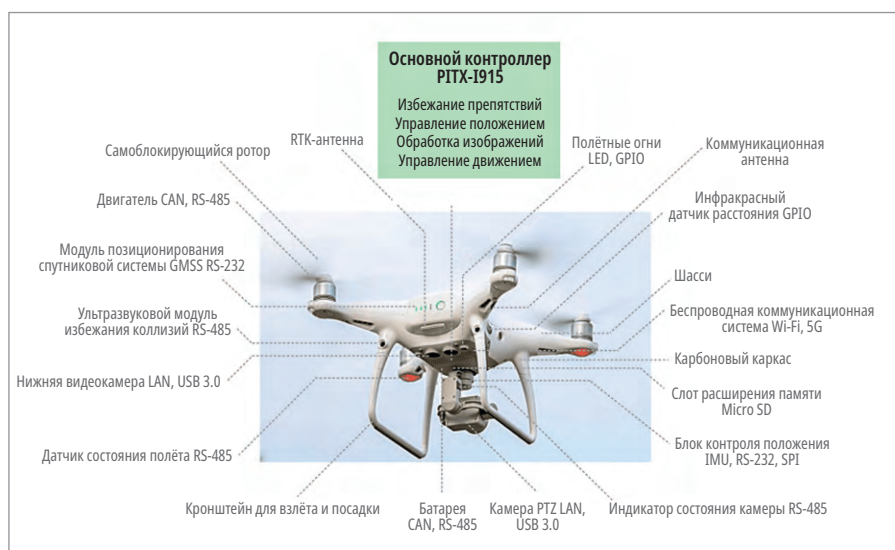 Основной контроллер
PITX-I915
Избежание препятствий
Управление положением
Обработка изображений
Управление движением
RTK-антенна
Самоблокирующийся ротор
Двигатель CAN, RS-485
Модуль позиционирования
спутниковой системы GMSS RS-232
Ультразвуковой модуль
избежания коллизий RS-485
Нижняя видеокамера LAN, USB 3.0
Датчик состояния полёта RS-485
Кронштейн для взлёта и посадки
Батарея
CAN, RS-485
Камера PTZ LAN,
USB 3.0
Индикатор состояния камеры RS-485
Полётные огни
LED, GPIO
Коммуникационная
антенна
Инфракрасный
датчик расстояния GPIO
Шасси
Беспроводная коммуникационная
система Wi-Fi, 5G
Карбоновый каркас
Слот расширения памяти
Micro SD
Блок контроля положения
IMU, RS-232, SPI